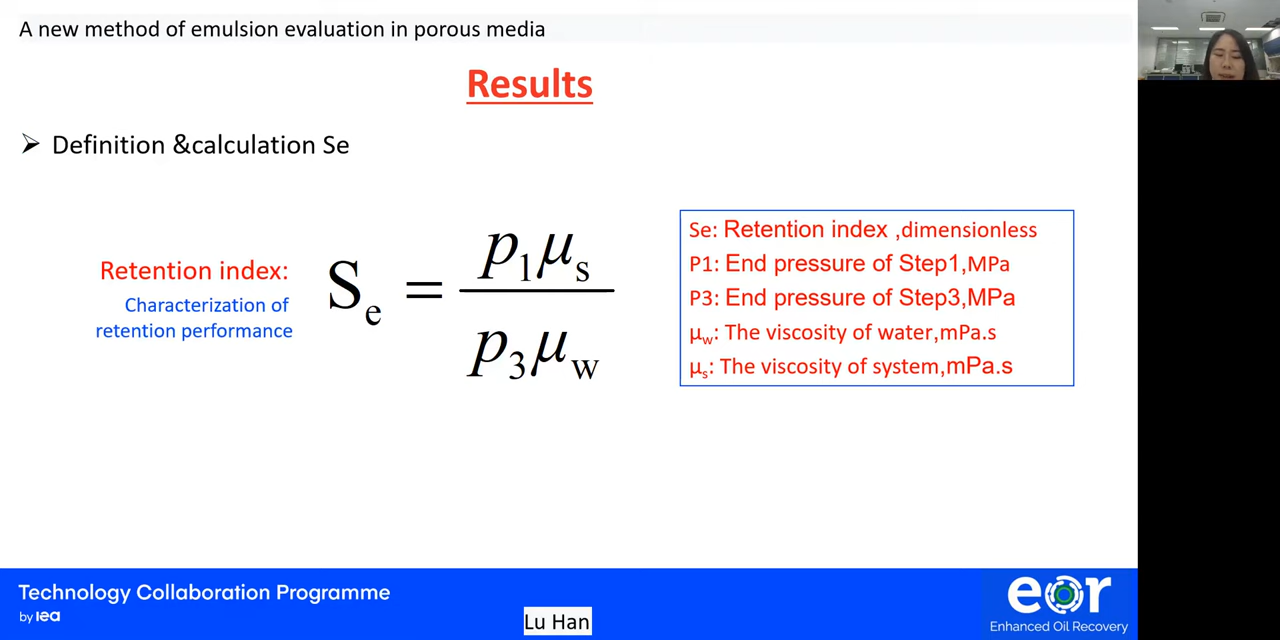 A new method of emulsion evaluation in porous media
Results
➢ Definition &calculation Se
Retention index:
Characterization of
retention performance
Se = p1μs / p3μw
Se: Retention index ,dimensionless
P1: End pressure of Step1,MPa
P3: End pressure of Step3,MPa
μw: The viscosity of water,mPa.s
μs: The viscosity of system,mPa.s
Technology Collaboration Programme
by iea
Lu Han
eor
Enhanced Oil Recovery